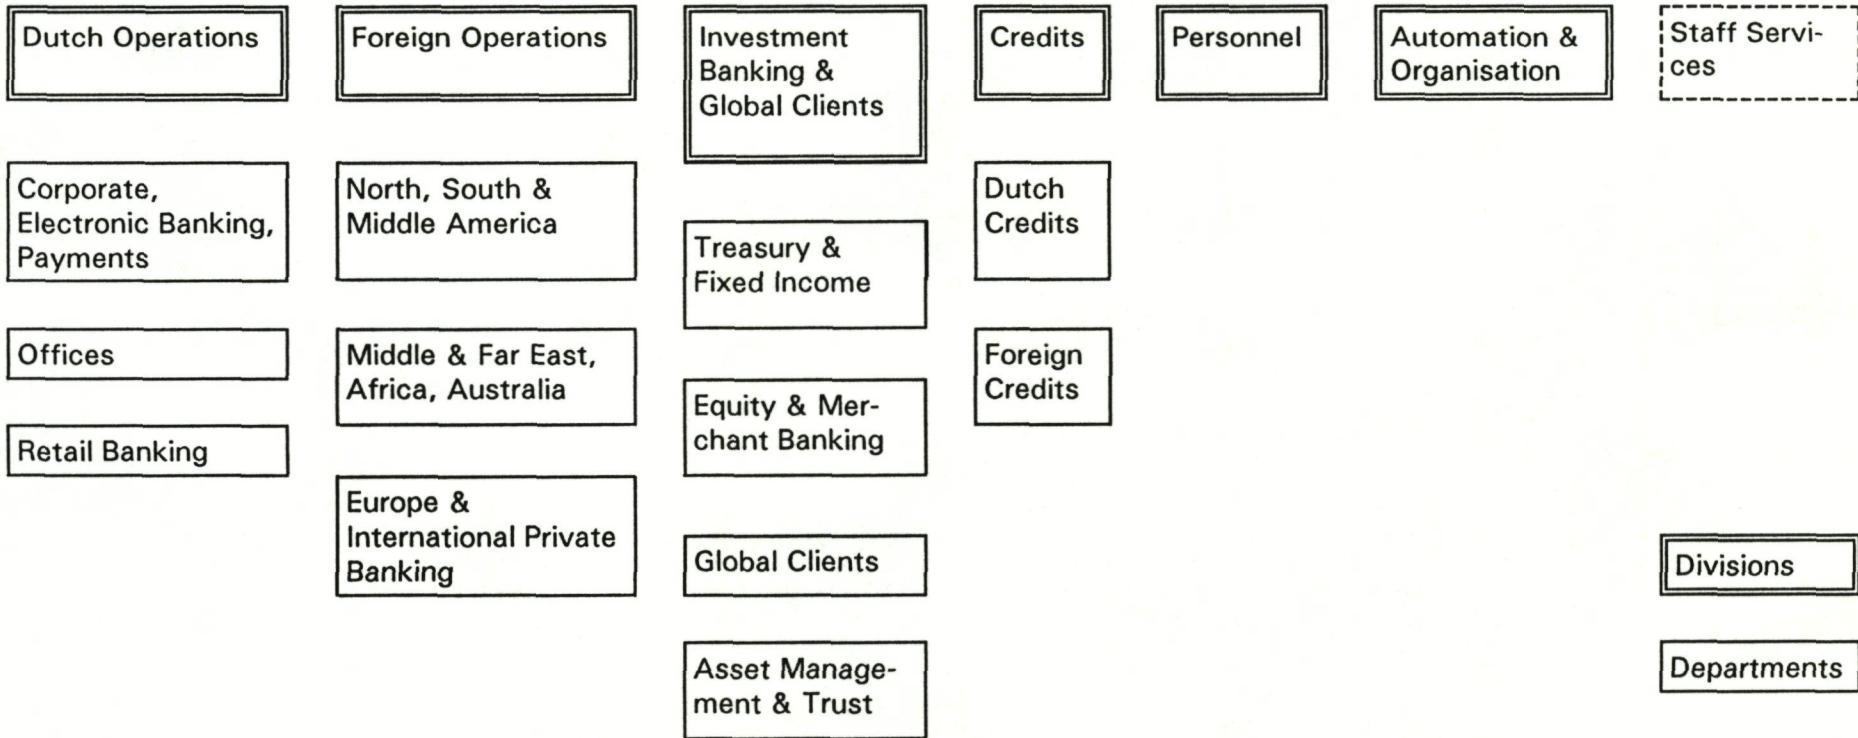 Dutch Operations
Foreign Operations
Investment
Banking &
Global Clients
Credits
Personnel
Automation &
Organisation
Staff Servi-
ces
Corporate,
Electronic Banking,
Payments
Offices
Retail Banking
North, South &
Middle America
Middle & Far East,
Africa, Australia
Europe &
International Private
Banking
Treasury &
Fixed Income
Equity & Mer-
chant Banking
Global Clients
Asset Manage-
ment & Trust
Dutch
Credits
Foreign
Credits
Divisions
Departments